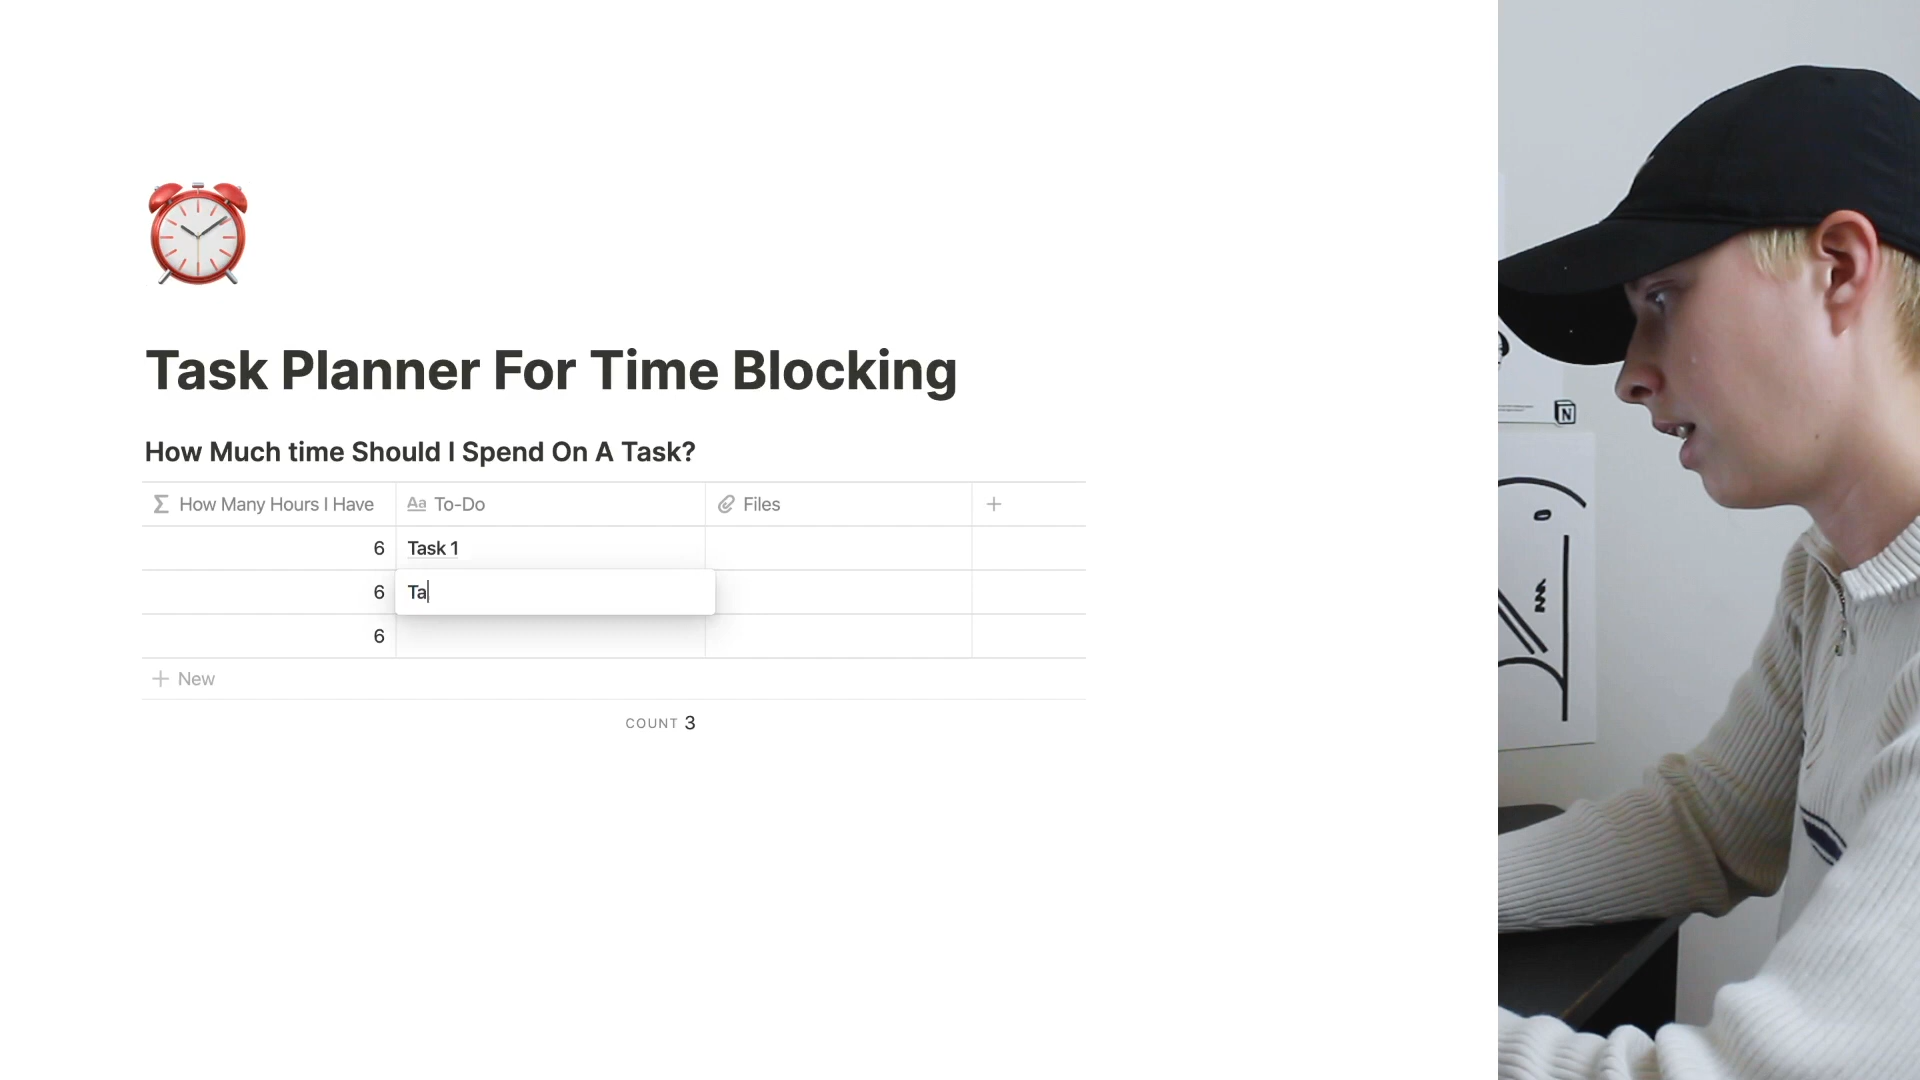 Task Planner For Time Blocking
How Much time Should I Spend On A Task?
How Many Hours I Have Aa To-Do Files
6 Task 1
6 Ta
6
+ New
COUNT 3
N